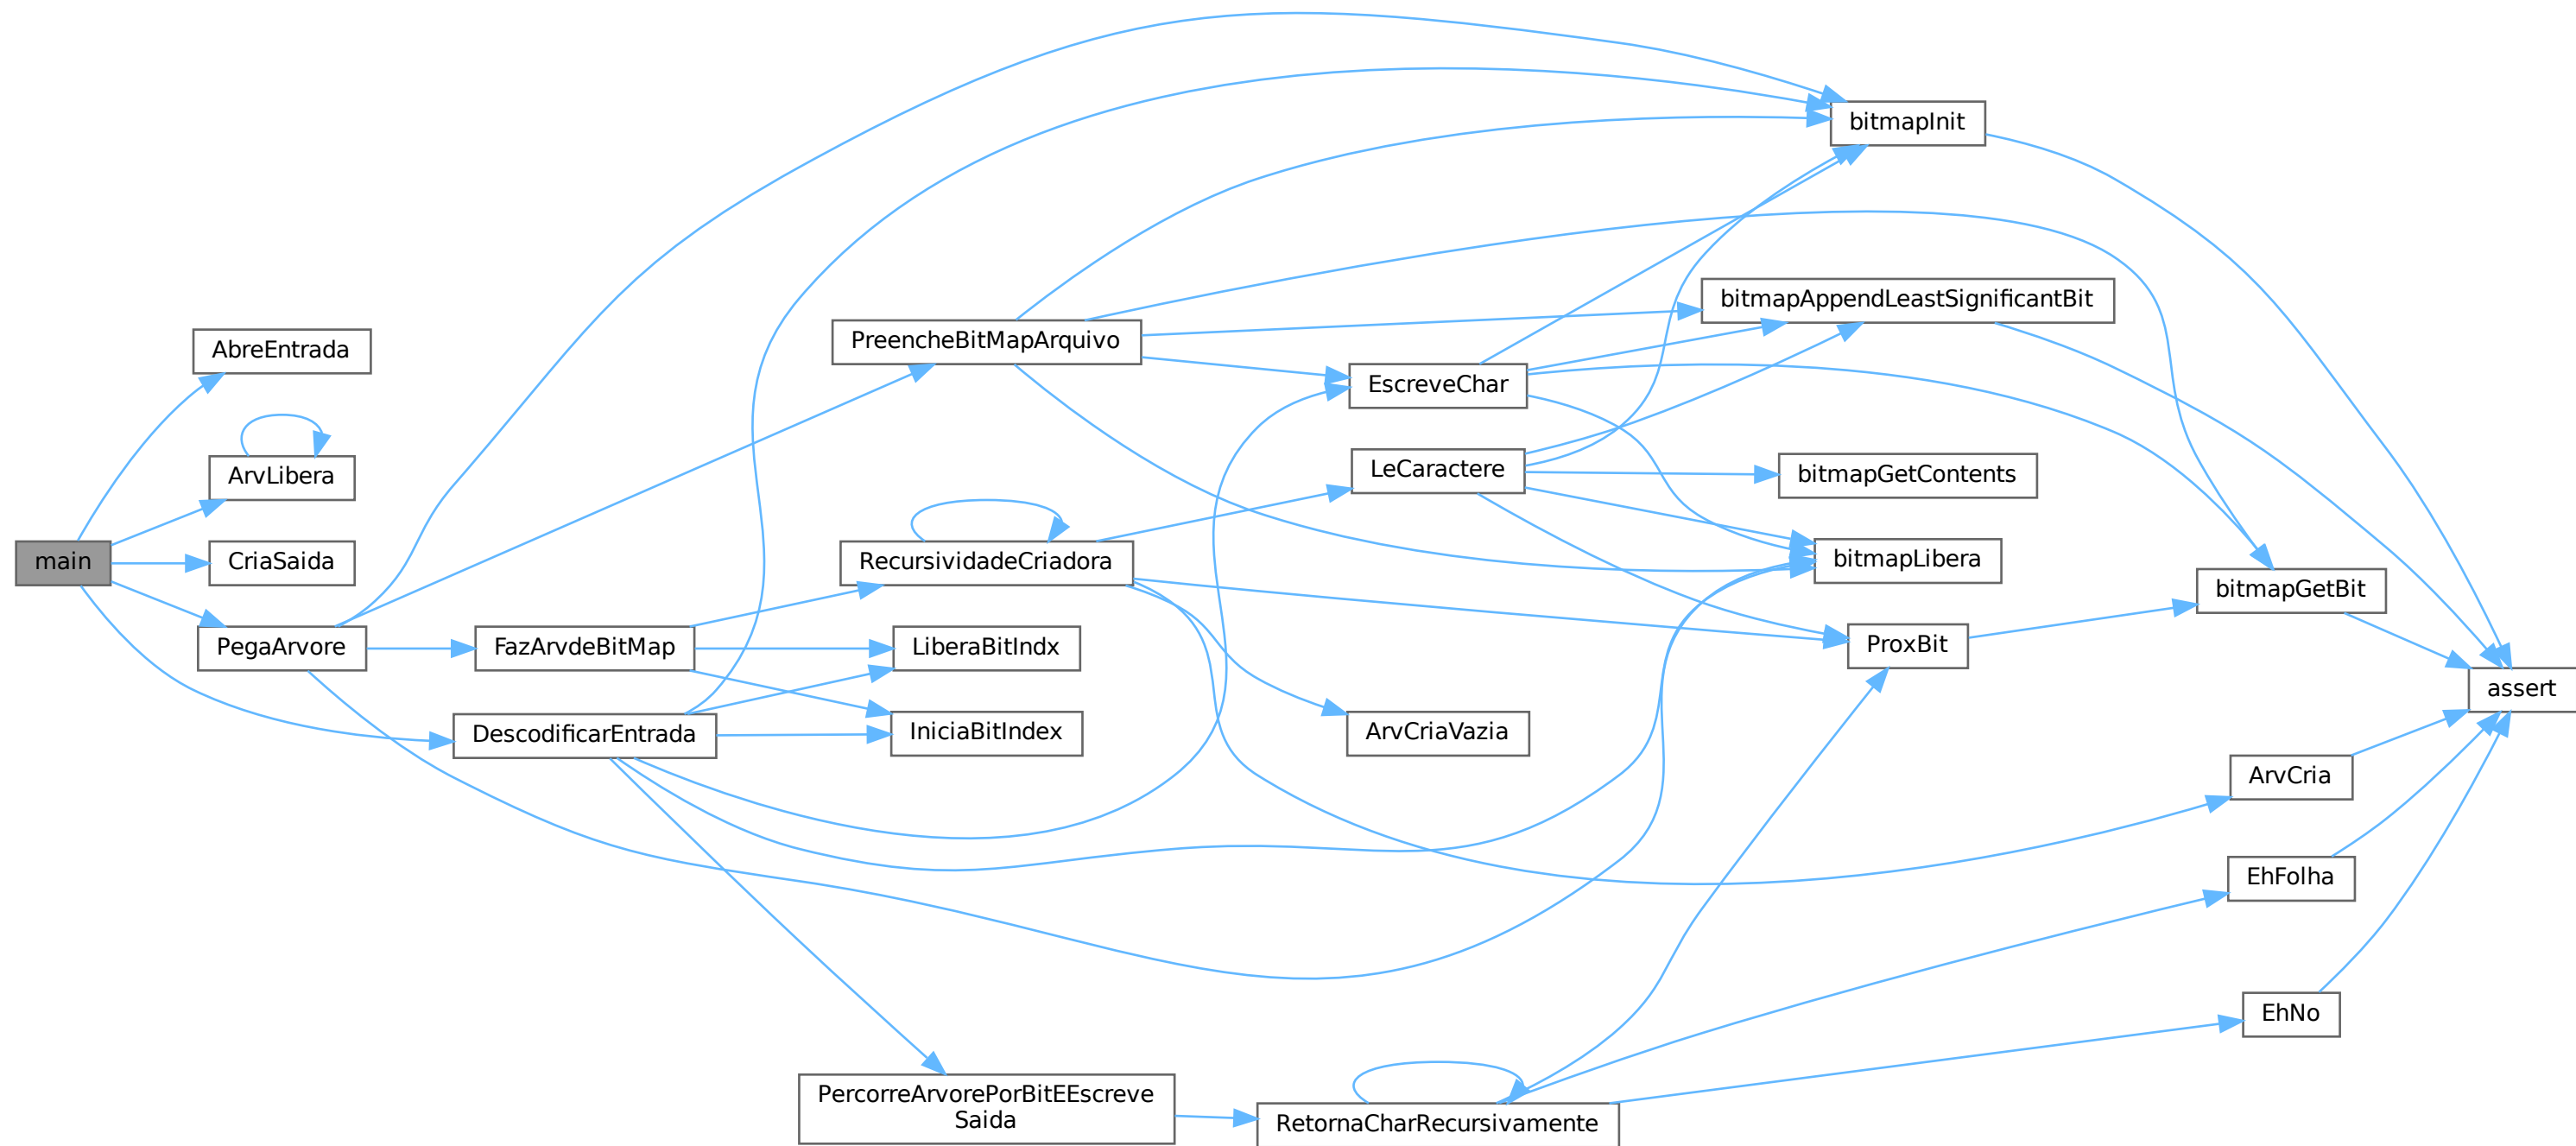 main
AbreEntrada
ArvLibera
CriaSaida
PegaArvore
FazArvdeBitMap
DescodificarEntrada
PreencheBitMapArquivo
RecursividadeCriadora
LiberaBitIndx
IniciaBitIndex
PercorreArvorePorBitEEscreve
Saida
EscreveChar
LeCaractere
ArvCriaVazia
RetornaCharRecursivamente
bitmapInit
bitmapAppendLeastSignificantBit
bitmapGetContents
bitmapLibera
ProxBit
bitmapGetBit
ArvCria
EhFolha
EhNo
assert